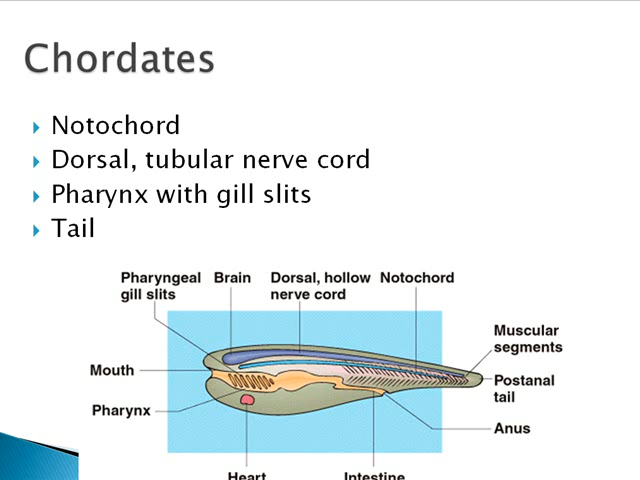 Chordates
Notochord
Dorsal, tubular nerve cord
Pharynx with gill slits
Tail
Pharyngeal
gill slits
Brain
Dorsal, hollow
nerve cord
Notochord
Muscular
segments
Mouth
Postanal
tail
Pharynx
Anus
Heart
Intestine